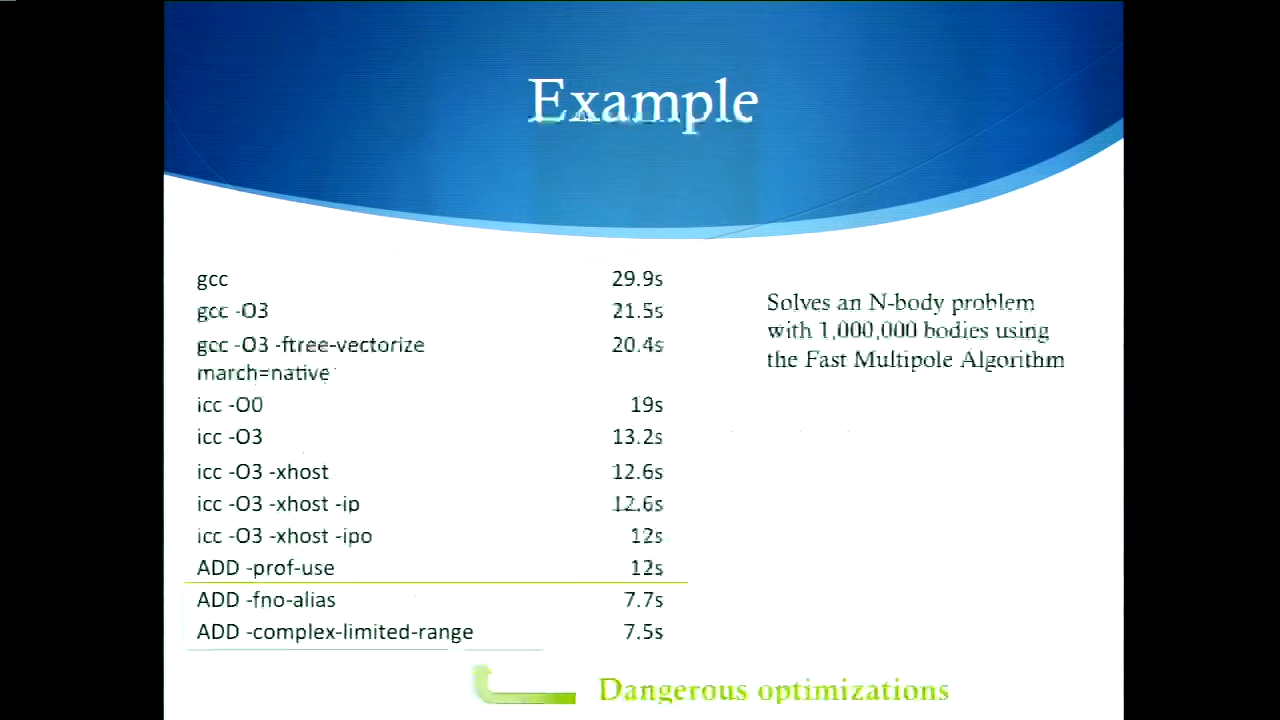 Example
gcc 29.9s
gcc -O3 21.5s
gcc -O3 -ftree-vectorize 20.4s
march=native
icc -O0 19s
icc -O3 13.2s
icc -O3 -xhost 12.6s
icc -O3 -xhost -ip 12.6s
icc -O3 -xhost -ipo 12s
ADD -prof-use 12s
ADD -fno-alias 7.7s
ADD -complex-limited-range 7.5s
Solves an N-body problem
with 1,000,000 bodies using
the Fast Multipole Algorithm
Dangerous optimizations